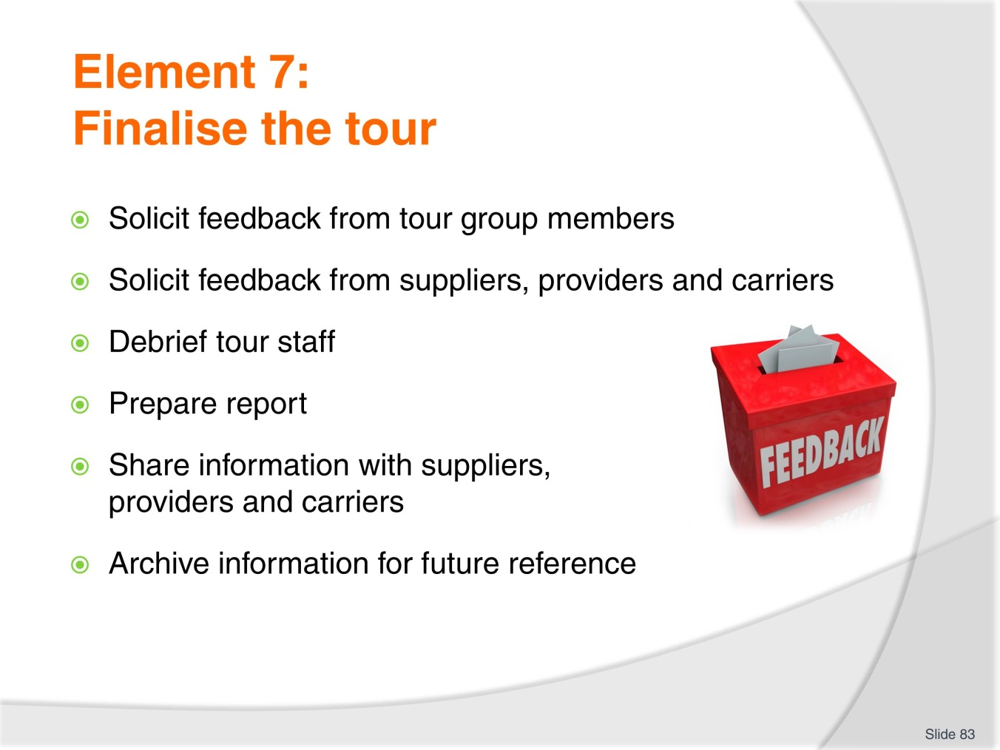 Element 7:
Finalise the tour
Solicit feedback from tour group members
Solicit feedback from suppliers, providers and carriers
Debrief tour staff
Prepare report
Share information with suppliers,
providers and carriers
Archive information for future reference
FEEDBACK
Slide 83